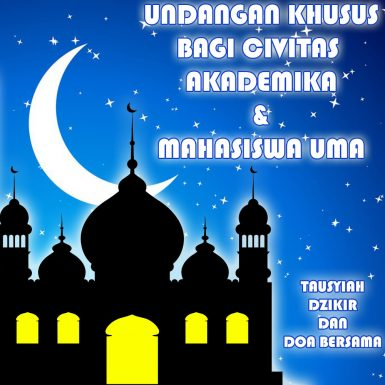 UNDANGAN KHUSUS
BAGI CIVITAS
AKADEMIKA
&
MAHASISWA UMA
TAUSYIAH
DZIKIR
DAN
DOA BERSAMA